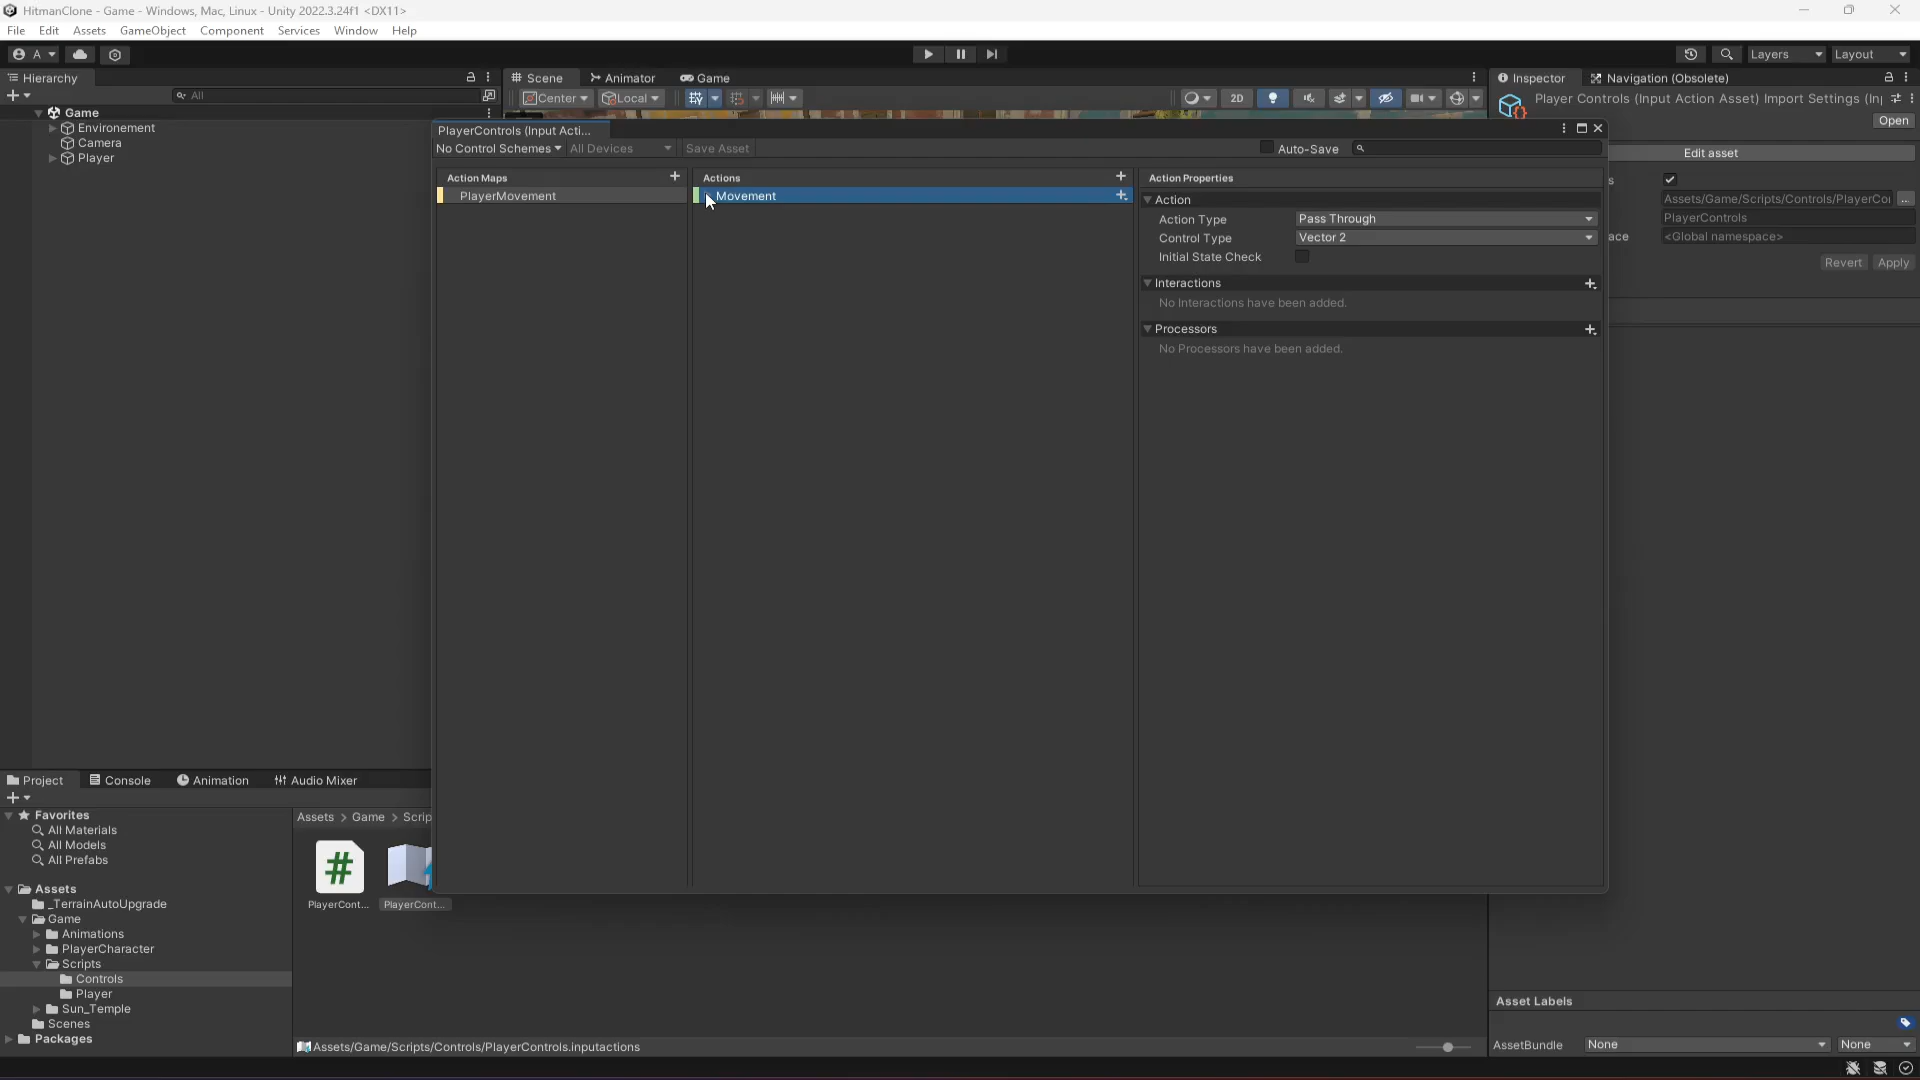 HitmanClone - Game - Windows, Mac, Linux - Unity 2022.3.24f1 <DX11>
File Edit Assets GameObject Component Services Window Help
A
Layers Layout
Hierarchy
Scene Animator Game
Inspector Navigation (Obsolete)
All
Center Local
2D
Player Controls (Input Action Asset) Import Settings (In
Open
Game
Environement
Camera
Player
PlayerControls (Input Acti...
No Control Schemes All Devices Save Asset
Auto-Save
Edit asset
Action Maps
PlayerMovement
Actions
Movement
Action Properties
Action
Action Type Pass Through
Control Type Vector 2
Initial State Check
Interactions
No Interactions have been added.
Processors
No Processors have been added.
s
Assets/Game/Scripts/Controls/PlayerCoi ...
PlayerControls
ace <Global namespace>
Revert Apply
Project Console Animation Audio Mixer
Favorites
All Materials
All Models
All Prefabs
Assets
_TerrainAutoUpgrade
Game
Animations
PlayerCharacter
Scripts
Controls
Player
Sun_Temple
Scenes
Packages
Assets > Game > Scrip
#
PlayerCont... PlayerCont...
Assets/Game/Scripts/Controls/PlayerControls.inputactions
Asset Labels
AssetBundle None None